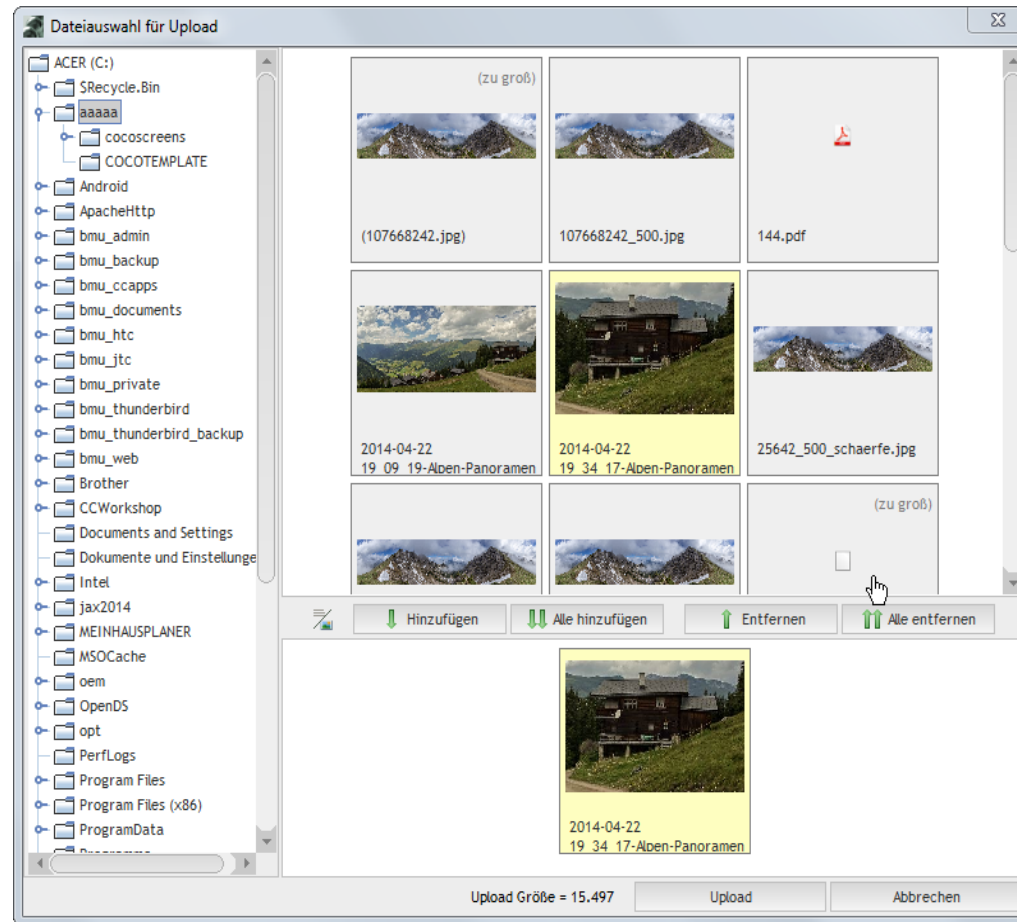 Dateiauswahl für Upload
ACER (C:)
SRecycle.Bin
aaaaa
cocoscreens
COCOTEMPLATE
Android
ApacheHttp
bmu_admin
bmu_backup
bmu_ccapps
bmu_documents
bmu_htc
bmu_jtc
bmu_private
bmu_thunderbird
bmu_thunderbird_backup
bmu_web
Brother
CCWorkshop
Documents and Settings
Dokumente und Einstellunge
Intel
jax2014
MEINHAUSPLANER
MSOCache
oem
OpenDS
opt
PerfLogs
Program Files
Program Files (x86)
ProgramData
Programme
(zu groß)
(107668242.jpg)
107668242_500.jpg
144.pdf
2014-04-22
19_09_19-Alpen-Panoramen
2014-04-22
19_34_17-Alpen-Panoramen
25642_500_schaerfe.jpg
(zu groß)
Hinzufügen
Alle hinzufügen
Entfernen
Alle entfernen
2014-04-22
19_34_17-Alpen-Panoramen
Upload Größe = 15.497
Upload
Abbrechen